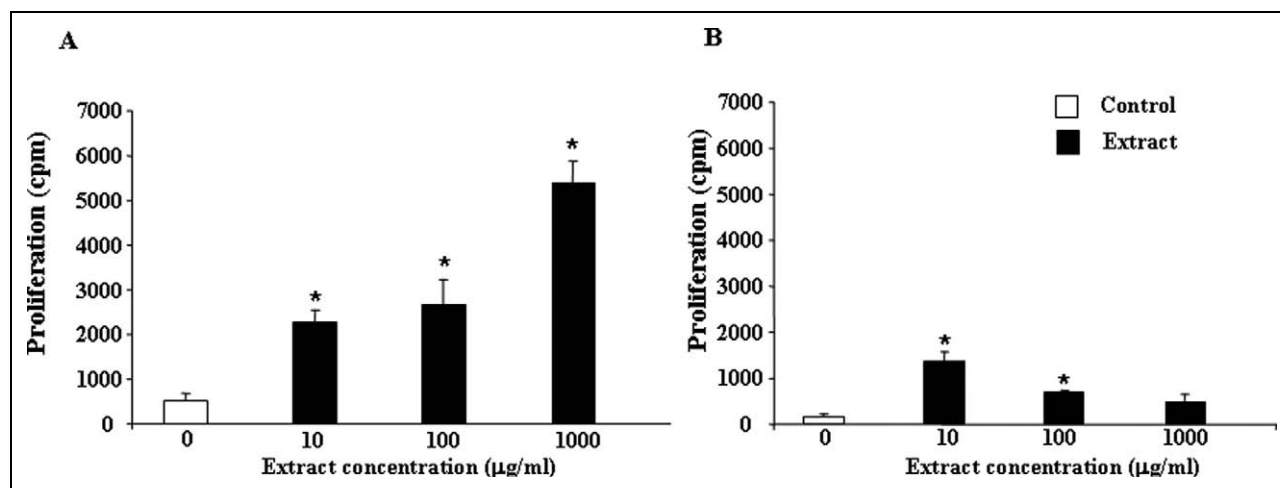 A
Proliferation (cpm)
7000
6000
5000
4000
3000
2000
1000
0
*
*
*
0 10 100 1000
Extract concentration (µg/ml)
B
Proliferation (cpm)
7000
6000
5000
4000
3000
2000
1000
0
Control
Extract
*
*
0 10 100 1000
Extract concentration (µg/ml)